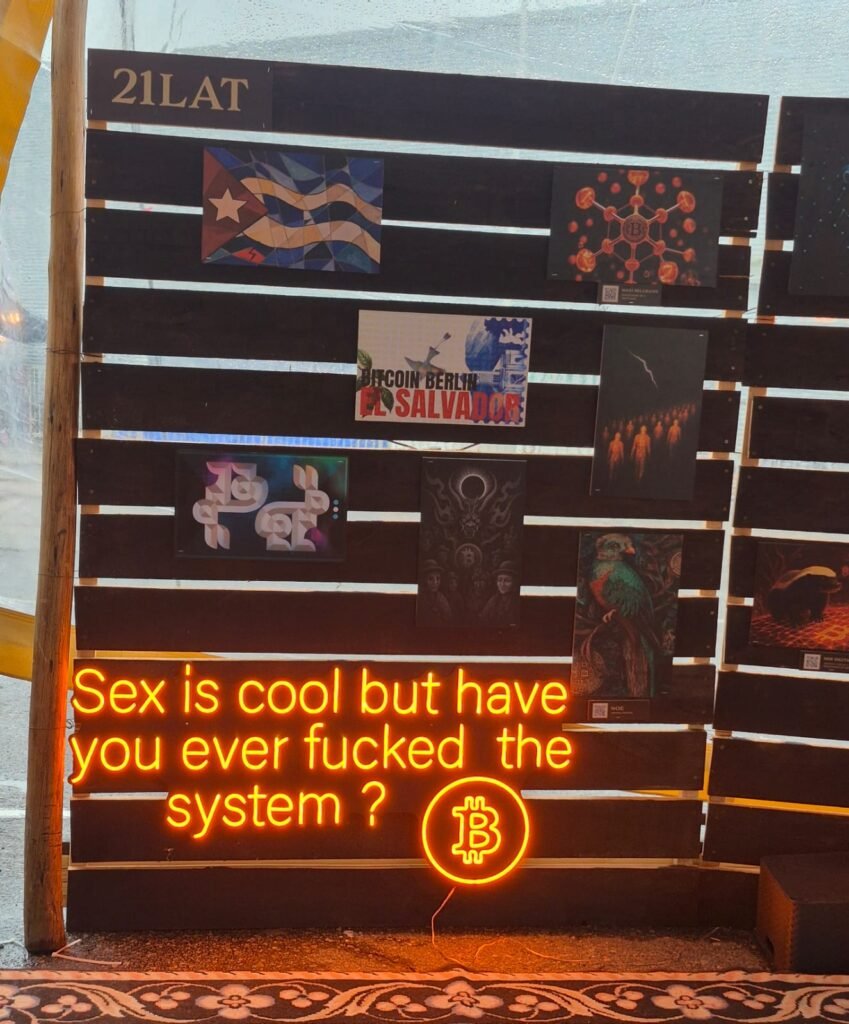 21LAT
BITCOIN BERLIN
EL SALVADOR
Sex is cool but have
you ever fucked the
system ?